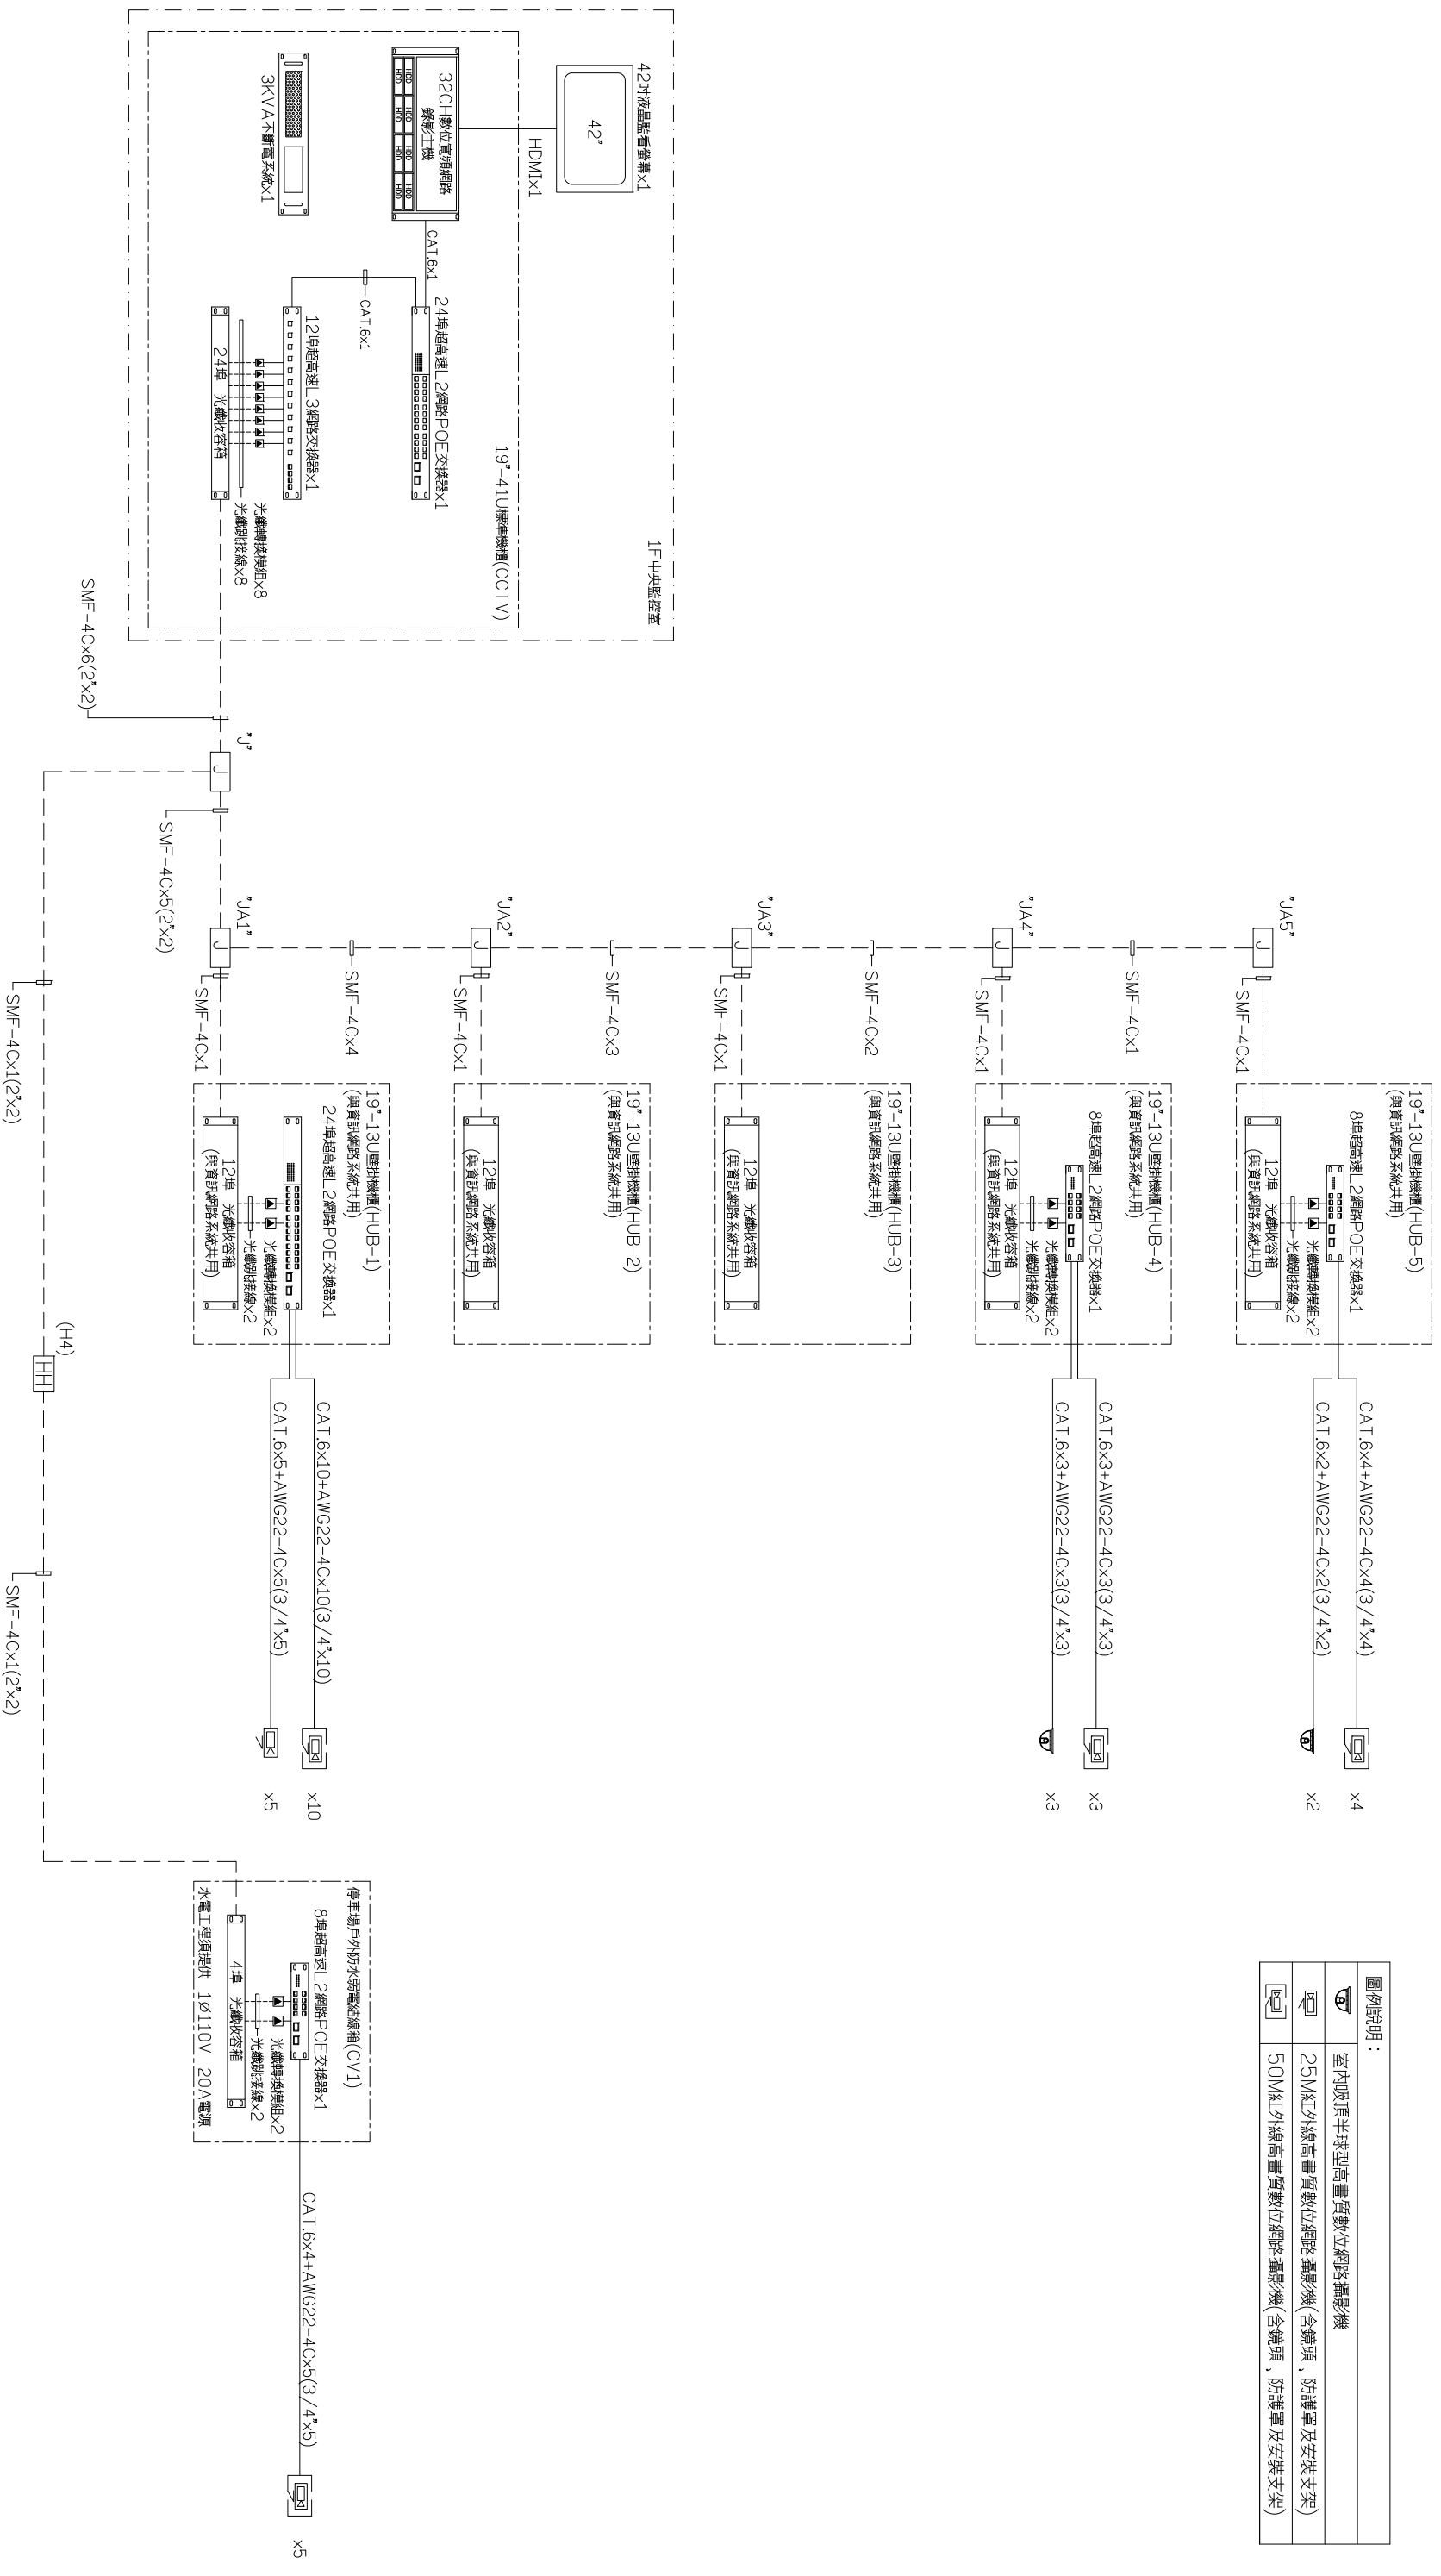 圖例說明：
室內吸頂半球型高畫質數位網路攝影機
25M紅外線高畫質數位網路攝影機(含鏡頭，防護罩及安裝支架)
50M紅外線高畫質數位網路攝影機(含鏡頭，防護罩及安裝支架)
"JA5"
SMF-4Cx1
19"-13U壁掛機櫃(HUB-5)
(與資訊網路系統共用)
8埠超高速L2網路POE交換器x1
光纖轉換模組x2
光纖跳接線x2
12埠 光纖收容箱
(與資訊網路系統共用)
CAT.6x4+AWG22-4Cx4(3/4"x4)
x4
CAT.6x2+AWG22-4Cx2(3/4"x2)
x2
SMF-4Cx1
"JA4"
SMF-4Cx1
19"-13U壁掛機櫃(HUB-4)
(與資訊網路系統共用)
8埠超高速L2網路POE交換器x1
光纖轉換模組x2
光纖跳接線x2
12埠 光纖收容箱
(與資訊網路系統共用)
CAT.6x3+AWG22-4Cx3(3/4"x3)
x3
CAT.6x3+AWG22-4Cx3(3/4"x3)
x3
SMF-4Cx2
"JA3"
SMF-4Cx1
19"-13U壁掛機櫃(HUB-3)
(與資訊網路系統共用)
12埠 光纖收容箱
(與資訊網路系統共用)
SMF-4Cx3
"JA2"
SMF-4Cx1
19"-13U壁掛機櫃(HUB-2)
(與資訊網路系統共用)
12埠 光纖收容箱
(與資訊網路系統共用)
SMF-4Cx4
"JA1"
SMF-4Cx1
19"-13U壁掛機櫃(HUB-1)
(與資訊網路系統共用)
24埠超高速L2網路POE交換器x1
光纖轉換模組x2
光纖跳接線x2
12埠 光纖收容箱
(與資訊網路系統共用)
CAT.6x10+AWG22-4Cx10(3/4"x10)
x10
CAT.6x5+AWG22-4Cx5(3/4"x5)
x5
J
J
J
J
J
1F中央監控室
42吋液晶監看螢幕x1
42"
HDMIx1
19"-41U標準機櫃(CCTV)
32CH數位寬頻網路
錄影主機
HDD HDD HDD HDD
HDD HDD HDD HDD
CAT.6x1
24埠超高速L2網路POE交換器x1
CAT.6x1
3KVA不斷電系統x1
12埠超高速L3網路交換器x1
光纖轉換模組x8
光纖跳接線x8
24埠 光纖收容箱
SMF-4Cx6(2"x2)
"J"
J
SMF-4Cx5(2"x2)
SMF-4Cx1(2"x2)
(H4)
HH
SMF-4Cx1(2"x2)
停車場戶外防水弱電結線箱(CV1)
8埠超高速L2網路POE交換器x1
光纖轉換模組x2
光纖跳接線x2
4埠 光纖收容箱
水電工程須提供 1Ø110V 20A電源
CAT.6x4+AWG22-4Cx5(3/4"x5)
x5